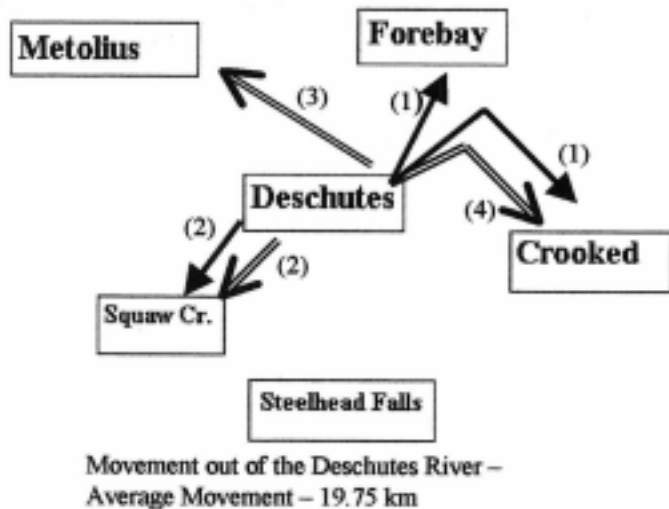 Metolius
Forebay
(3)
(1)
(1)
Deschutes
(4)
(2)
(2)
Crooked
Squaw Cr.
Steelhead Falls
Movement out of the Deschutes River –
Average Movement – 19.75 km